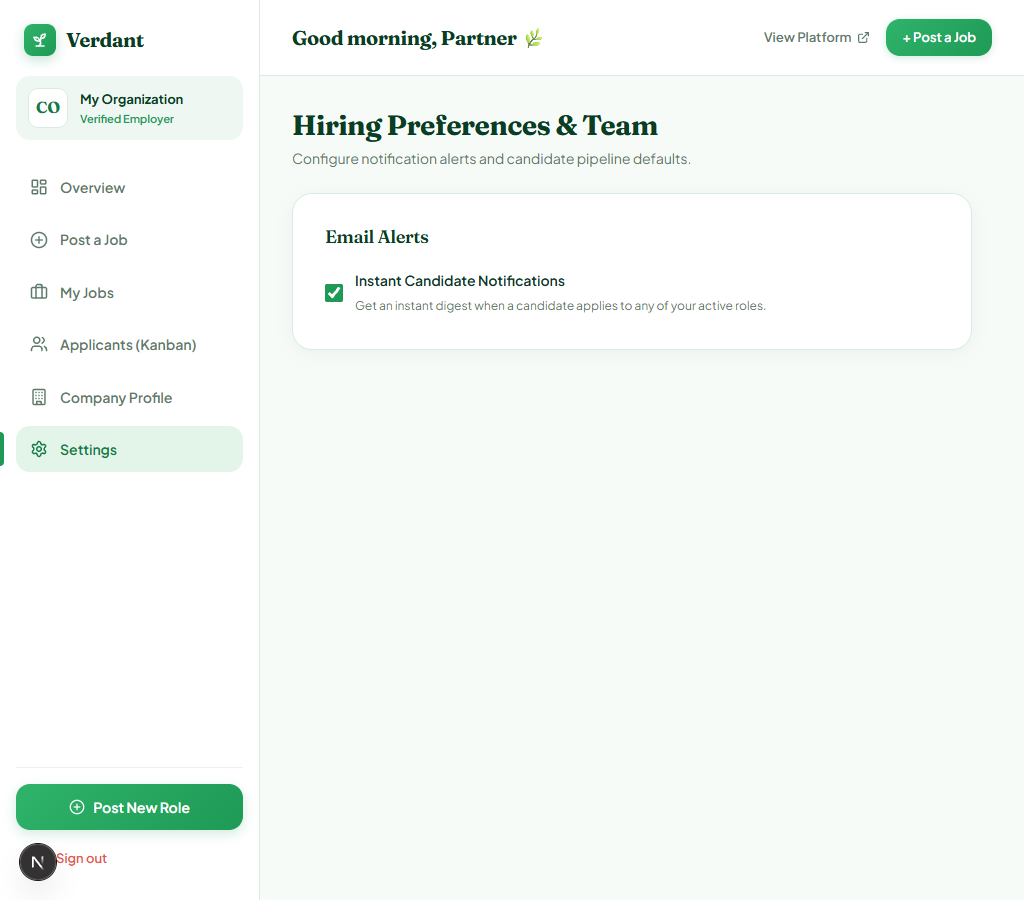 Verdant
CO
My Organization
Verified Employer
Overview
Post a Job
My Jobs
Applicants (Kanban)
Company Profile
Settings
Post New Role
N
Sign out
Good morning, Partner 🌿
View Platform
+ Post a Job
Hiring Preferences & Team
Configure notification alerts and candidate pipeline defaults.
Email Alerts
Instant Candidate Notifications
Get an instant digest when a candidate applies to any of your active roles.